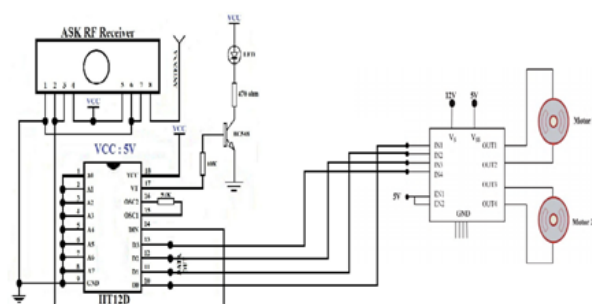 VCC
ASK RF Receiver
ANTENNA
LED
470 ohm
1 2 3 4 5 6 7 8
VCC
VCC
VCC : 5V
BC548
10K
1 A0 VCC 18
2 A1 VT 17
3 A2 OSC2 16
4 A3 OSC1 15
5 A4 DIN 14
6 A5 D3 13
7 A6 D2 12
8 A7 D1 11
9 GND D0 10
HT12D
12V 5V
IN1
IN2
IN3
IN4
OUT1
OUT2
OUT3
OUT4
5V
EN1
EN2
GND
Motor
Motor 2